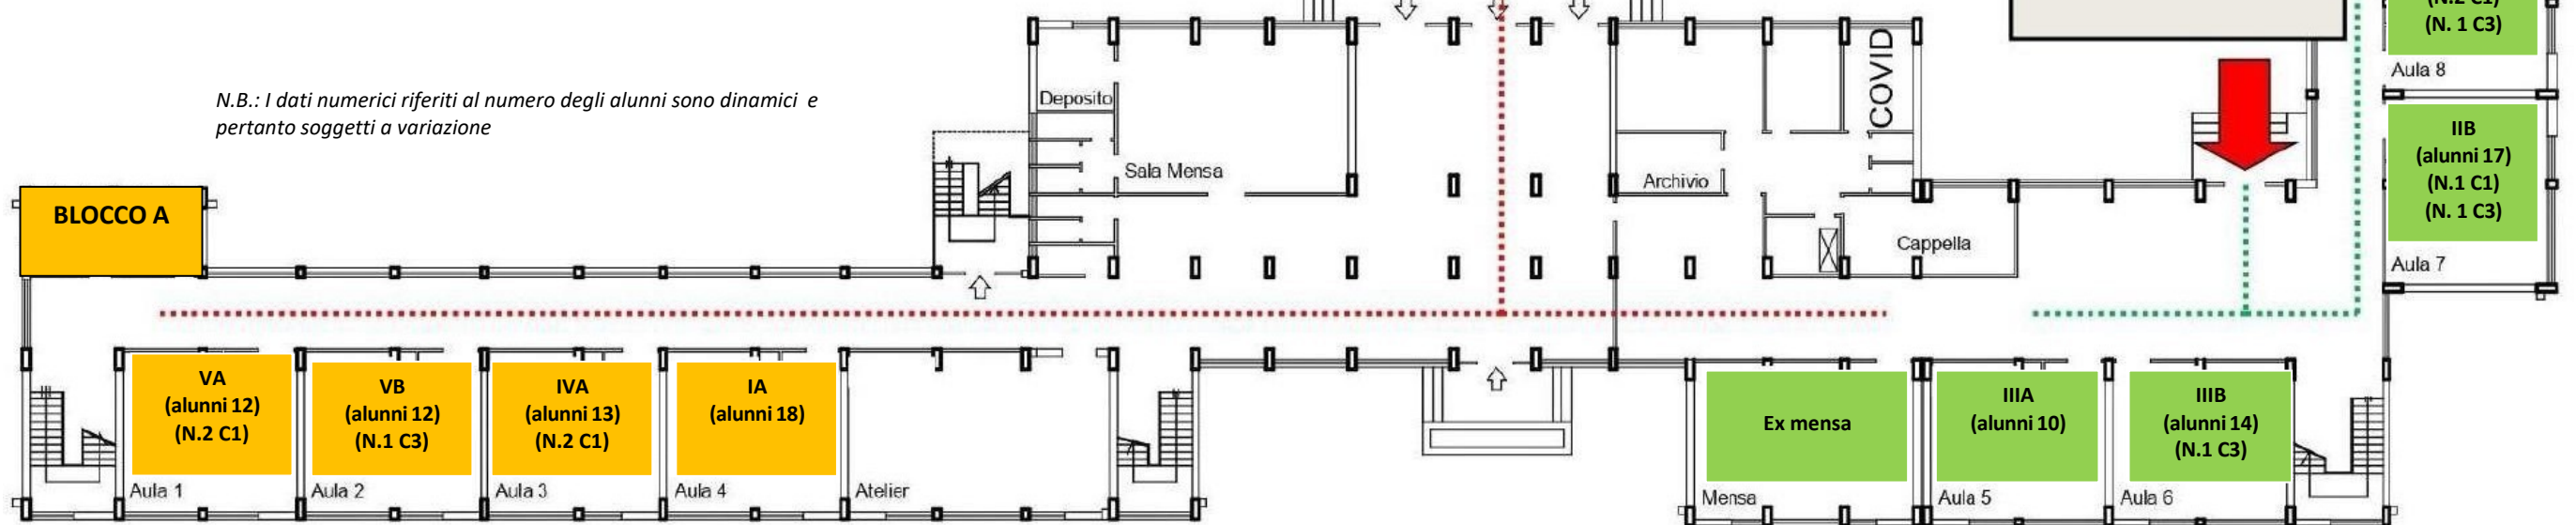 (N.2 C1)
(N. 1 C3)
Aula 8
COVID
N.B.: I dati numerici riferiti al numero degli alunni sono dinamici e
pertanto soggetti a variazione
Deposito
Sala Mensa
Archivio
IIB
(alunni 17)
(N.1 C1)
(N. 1 C3)
BLOCCO A
Cappella
Aula 7
VA
(alunni 12)
(N.2 C1)
Aula 1
VB
(alunni 12)
(N.1 C3)
Aula 2
IVA
(alunni 13)
(N.2 C1)
Aula 3
IA
(alunni 18)
Aula 4
Atelier
Ex mensa
Mensa
IIIA
(alunni 10)
Aula 5
IIIB
(alunni 14)
(N.1 C3)
Aula 6